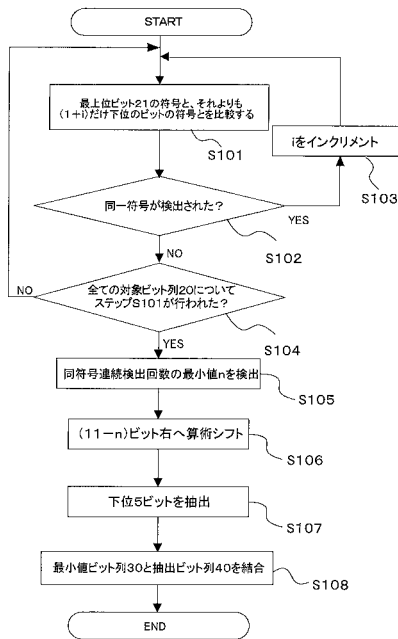 START
最上位ビット21の符号と、それよりも
(1+i)だけ下位のビットの符号とを比較する
S101
iをインクリメント
S103
同一符号が検出された？
YES
S102
NO
NO
全ての対象ビット列20について
ステップS101が行われた？
S104
YES
同符号連続検出回数の最小値nを検出
S105
(11−n)ビット右へ算術シフト
S106
下位5ビットを抽出
S107
最小値ビット列30と抽出ビット列40を結合
S108
END